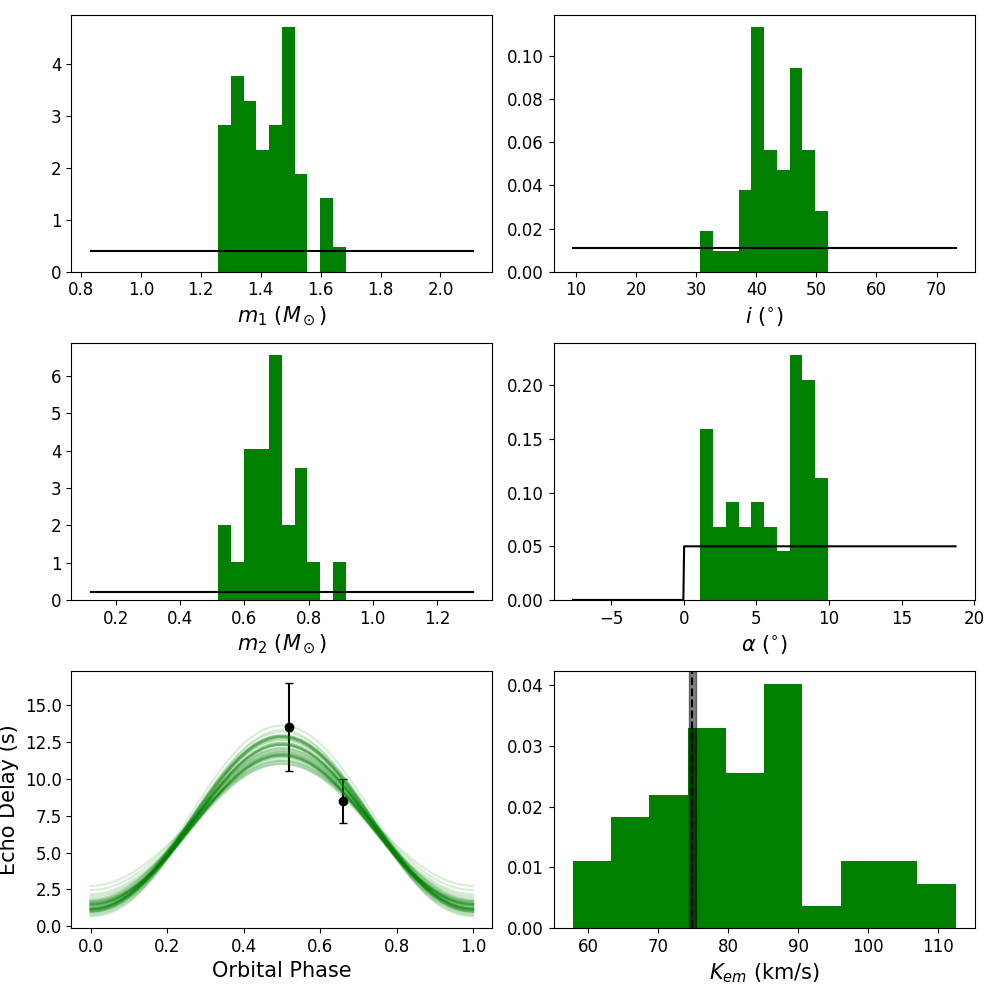 4
3
2
1
0
0.8 1.0 1.2 1.4 1.6 1.8 2.0
m₁ (M⊙)
0.10
0.08
0.06
0.04
0.02
0.00
10 20 30 40 50 60 70
i (°)
6
5
4
3
2
1
0
0.2 0.4 0.6 0.8 1.0 1.2
m₂ (M⊙)
0.20
0.15
0.10
0.05
0.00
−5 0 5 10 15 20
α (°)
Echo Delay (s)
15.0
12.5
10.0
7.5
5.0
2.5
0.0
0.0 0.2 0.4 0.6 0.8 1.0
Orbital Phase
0.04
0.03
0.02
0.01
0.00
60 70 80 90 100 110
Kem (km/s)